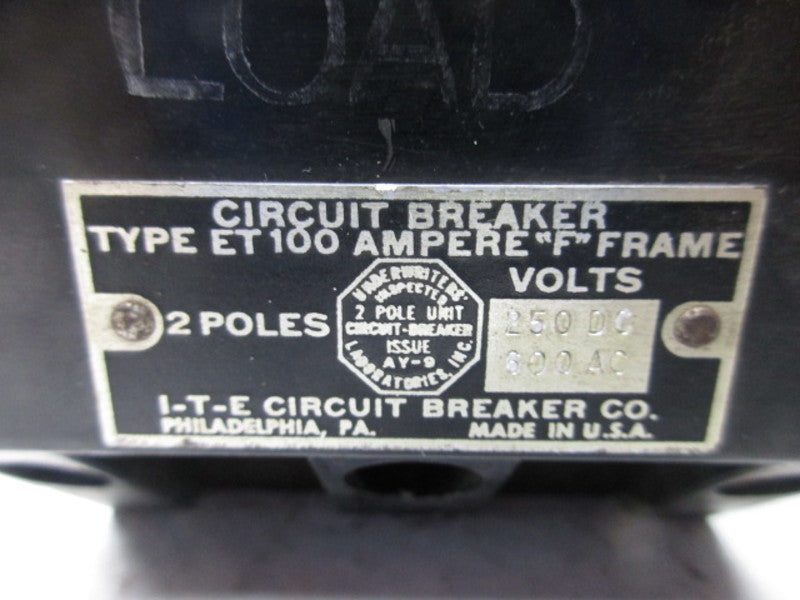 LOAD
CIRCUIT BREAKER
TYPE ET 100 AMPERE "F" FRAME
VOLTS
2 POLES
UNDERWRITERS'
INSPECTED
2 POLE UNIT
CIRCUIT-BREAKER
ISSUE
AY-9
LABORATORIES, INC.
250 DC
600 AC
I-T-E CIRCUIT BREAKER CO.
PHILADELPHIA, PA. MADE IN U.S.A.